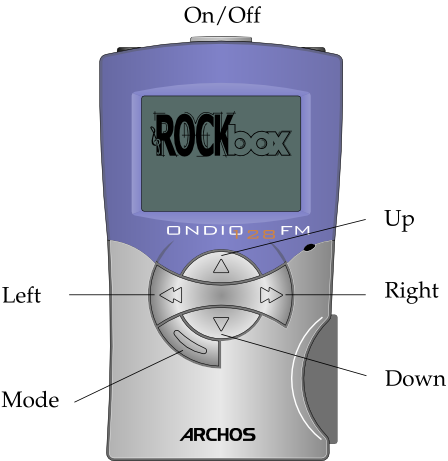 On/Off
ROCKbox
ONDIO 128 FM
Up
Left
Right
Down
Mode
ARCHOS